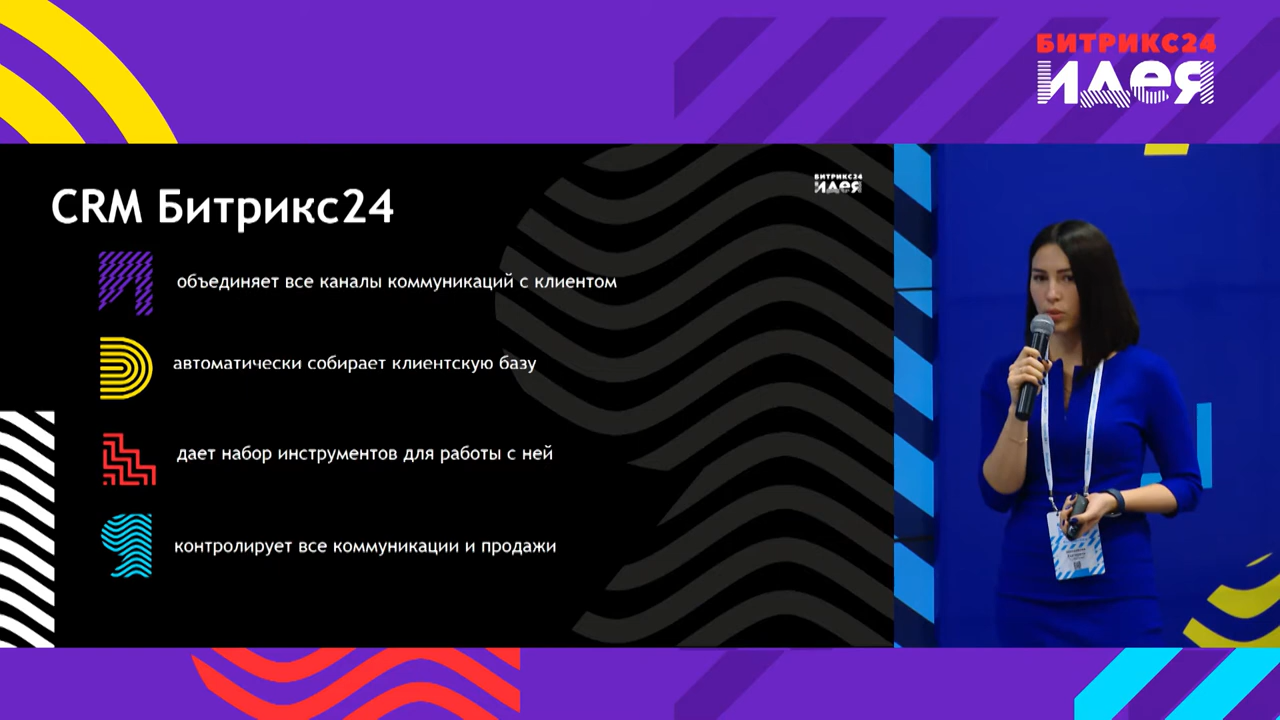 БИТРИКС24
идея
БИТРИКС24
идея
CRM Битрикс24
объединяет все каналы коммуникаций с клиентом
автоматически собирает клиентскую базу
дает набор инструментов для работы с ней
контролирует все коммуникации и продажи